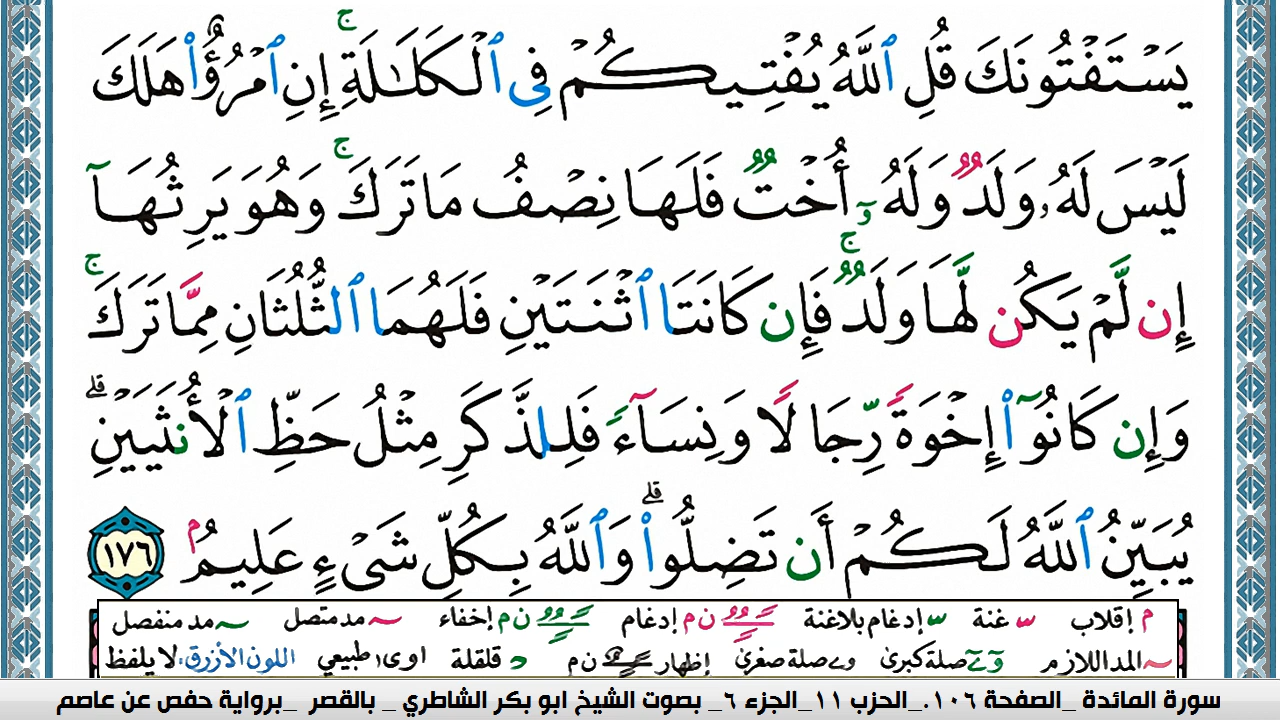 يَسْتَفْتُونَكَ قُلِ ٱللَّهُ يُفْتِيكُمْ فِى ٱلْكَلَـٰلَةِ ۚ إِنِ ٱمْرُؤٌا۟ هَلَكَ
لَيْسَ لَهُۥ وَلَدٌ وَلَهُۥٓ أُخْتٌ فَلَهَا نِصْفُ مَا تَرَكَ ۚ وَهُوَ يَرِثُهَآ
إِن لَّمْ يَكُن لَّهَا وَلَدٌ ۚ فَإِن كَانَتَا ٱثْنَتَيْنِ فَلَهُمَا ٱلثُّلُثَانِ مِمَّا تَرَكَ ۚ
وَإِن كَانُوٓا۟ إِخْوَةً رِّجَالًا وَنِسَآءً فَلِلذَّكَرِ مِثْلُ حَظِّ ٱلْأُنثَيَيْنِ ۗ
يُبَيِّنُ ٱللَّهُ لَكُمْ أَن تَضِلُّوا۟ ۗ وَٱللَّهُ بِكُلِّ شَىْءٍ عَلِيمٌۢ ١٧٦
م إقلاب غنة إدغام بلاغنة ن م إدغام ن م إخفاء مد متصل مد منفصل
المد اللازم صلة كبرى صلة صغرى إظهار ن م قلقلة اوى طبيعي اللون الأزرق: لا يلفظ
سورة المائدة _الصفحة ١٠٦._الحزب ١١_الجزء ٦_ بصوت الشيخ ابو بكر الشاطري _ بالقصر _برواية حفص عن عاصم